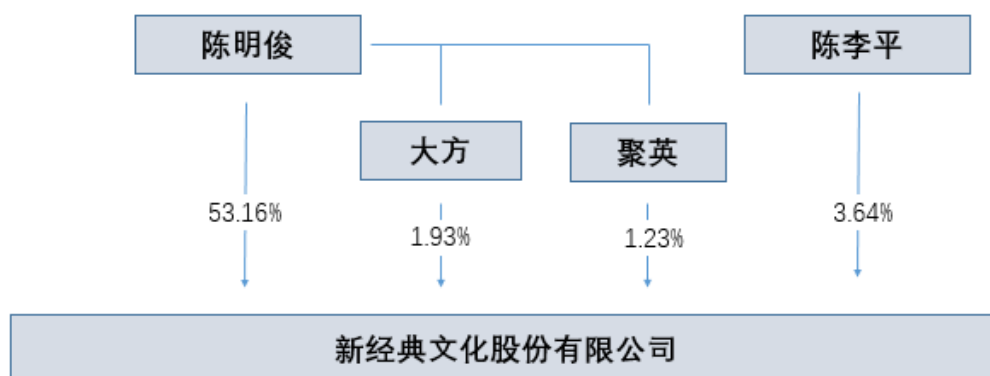 陈明俊
陈李平
大方
聚英
53.16%
1.93%
1.23%
3.64%
新经典文化股份有限公司